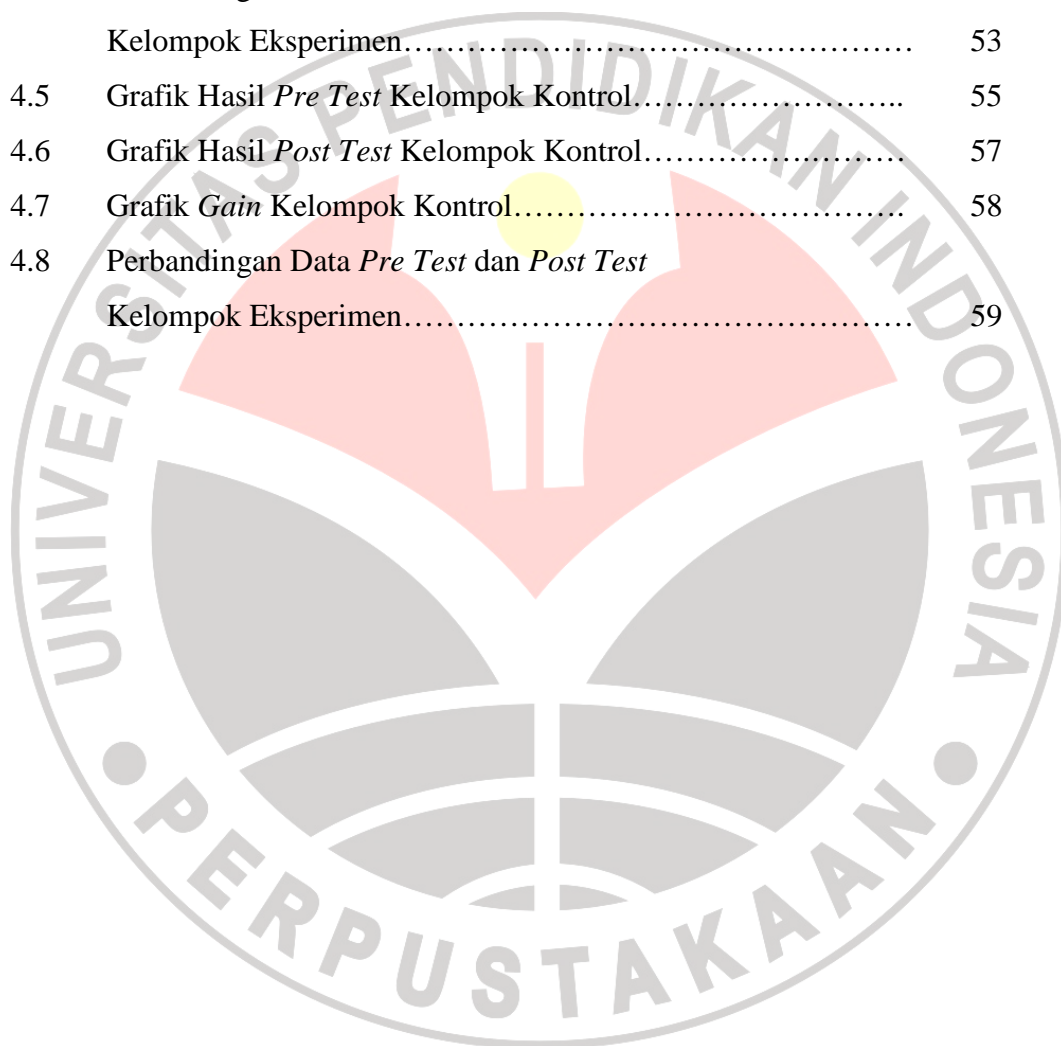 Kelompok Eksperimen…………………………………………… 53
4.5 Grafik Hasil Pre Test Kelompok Kontrol…………………….. 55
4.6 Grafik Hasil Post Test Kelompok Kontrol…………….……… 57
4.7 Grafik Gain Kelompok Kontrol………………………………. 58
4.8 Perbandingan Data Pre Test dan Post Test
Kelompok Eksperimen…………………………………………… 59
UNIVERSITAS PENDIDIKAN INDONESIA
PERPUSTAKAAN